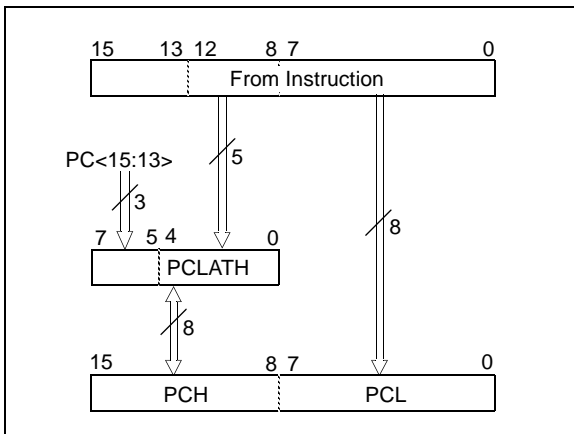 15 13 12 8 7 0
From Instruction
PC<15:13>
5
3
8
7 5 4 0
PCLATH
8
15 8 7 0
PCH PCL